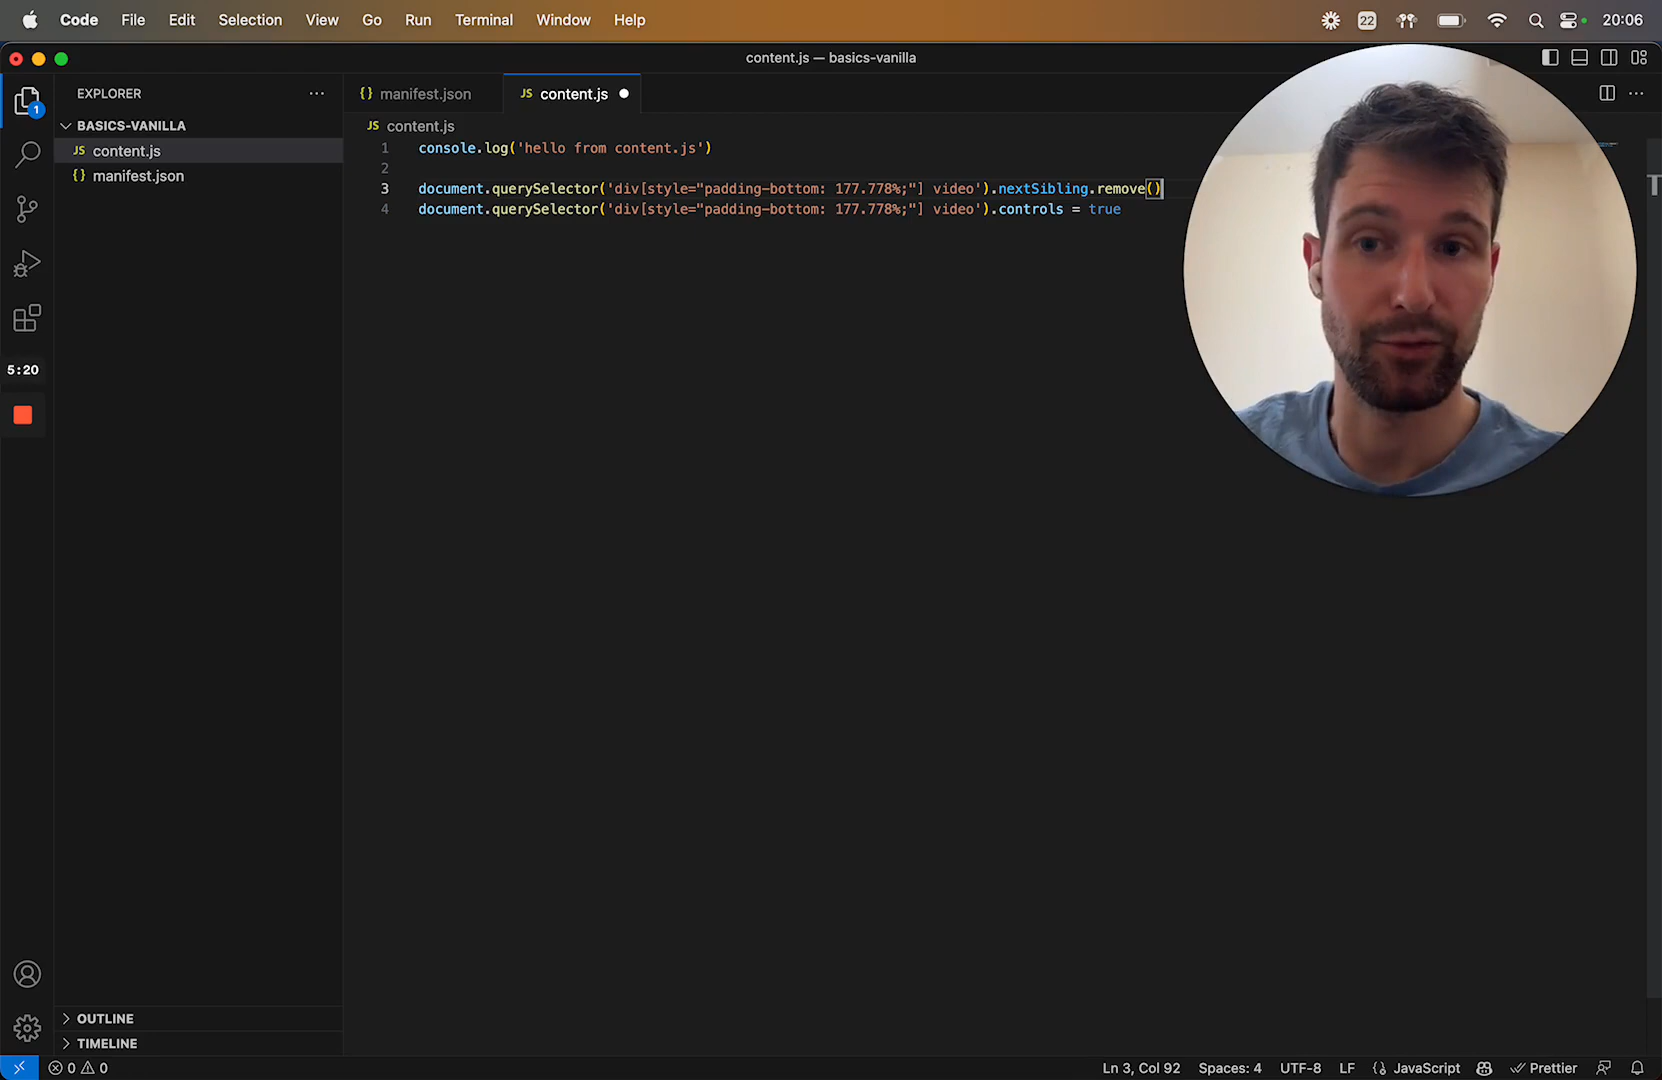 Code File Edit Selection View Go Run Terminal Window Help 22 20:06
content.js — basics-vanilla
EXPLORER
{} manifest.json JS content.js
1
BASICS-VANILLA
JS content.js
JS content.js
{} manifest.json
1 console.log('hello from content.js')
2
3 document.querySelector('div[style="padding-bottom: 177.778%;"] video').nextSibling.remove()
4 document.querySelector('div[style="padding-bottom: 177.778%;"] video').controls = true
5:20
OUTLINE
TIMELINE
0 0 Ln 3, Col 92 Spaces: 4 UTF-8 LF {} JavaScript Prettier